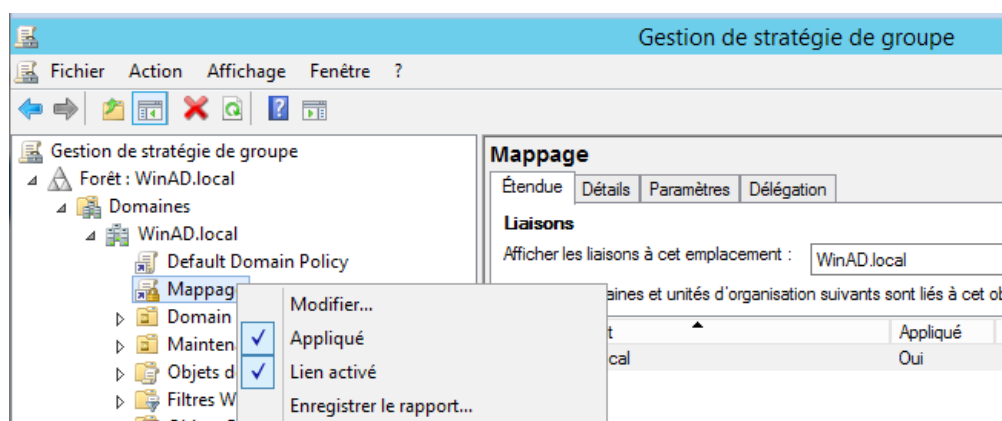 Gestion de stratégie de groupe
Fichier Action Affichage Fenêtre ?
Gestion de stratégie de groupe
Forêt : WinAD.local
Domaines
WinAD.local
Default Domain Policy
Mappag
Domain
Mainten
Objets d
Filtres W
Modifier...
Appliqué
Lien activé
Enregistrer le rapport...
Mappage
Étendue Détails Paramètres Délégation
Liaisons
Afficher les liaisons à cet emplacement : WinAD.local
aines et unités d'organisation suivants sont liés à cet ob
t Appliqué
cal Oui